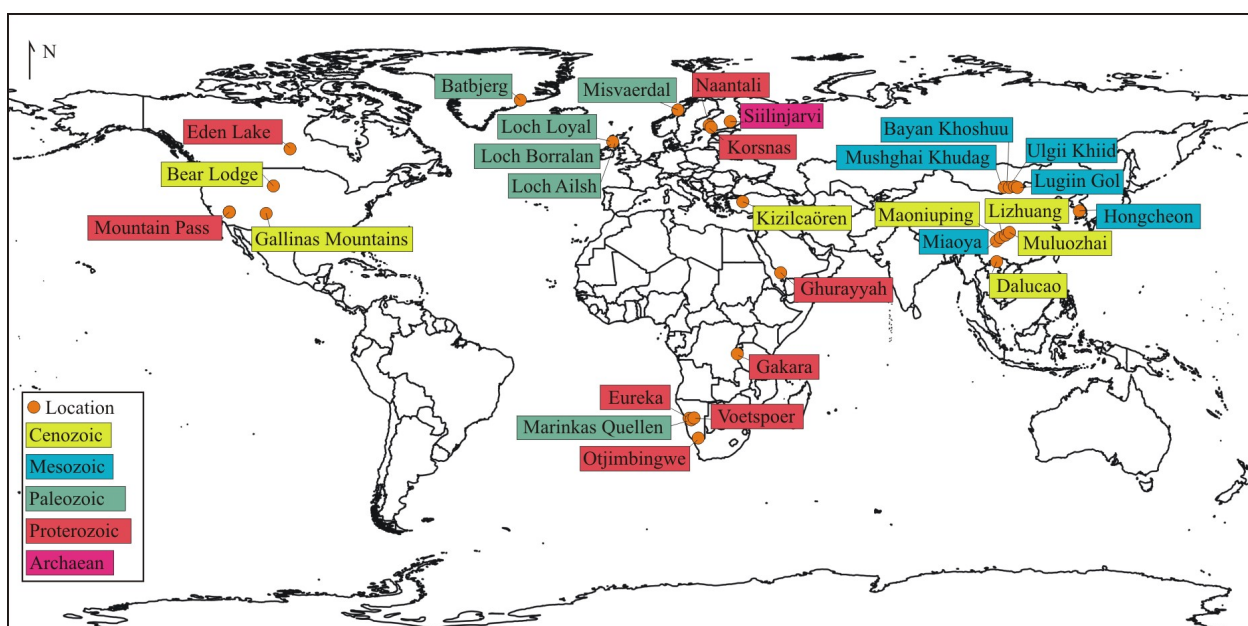 N
Batbjerg
Misvaerdal
Naantali
Eden Lake
Siilinjarvi
Loch Loyal
Bayan Khoshuu
Ulgii Khiid
Korsnas
Loch Borralan
Mushghai Khudag
Bear Lodge
Lugiin Gol
Loch Ailsh
Mountain Pass
Kizilcaören
Maoniuping
Lizhuang
Hongcheon
Gallinas Mountains
Miaoya
Muluozhai
Ghurayyah
Dalucao
Gakara
Eureka
Voetspoer
Marinkas Quellen
Otjimbingwe
Location
Cenozoic
Mesozoic
Paleozoic
Proterozoic
Archaean